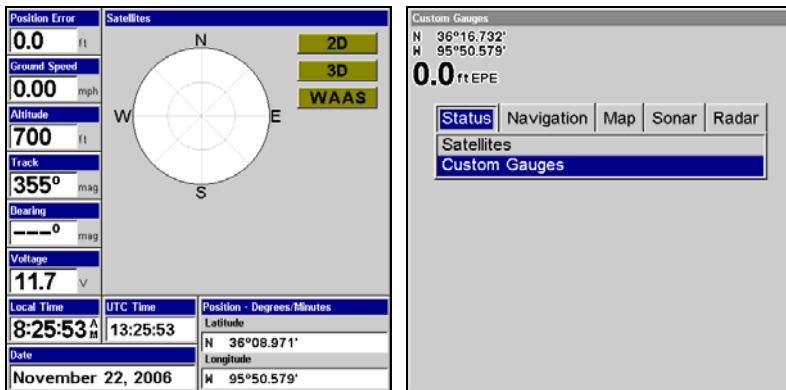 Position Error
0.0 ft
Ground Speed
0.00 mph
Altitude
700 ft
Track
355° mag
Bearing
---° mag
Voltage
11.7 V
Local Time
8:25:53 AM
Date
November 22, 2006
Satellites
N
W
E
S
2D
3D
WAAS
UTC Time
13:25:53
Position - Degrees/Minutes
Latitude
N 36°08.971'
Longitude
W 95°50.579'
Custom Gauges
N 36°16.732'
W 95°50.579'
0.0 ft EPE
Status Navigation Map Sonar Radar
Satellites
Custom Gauges